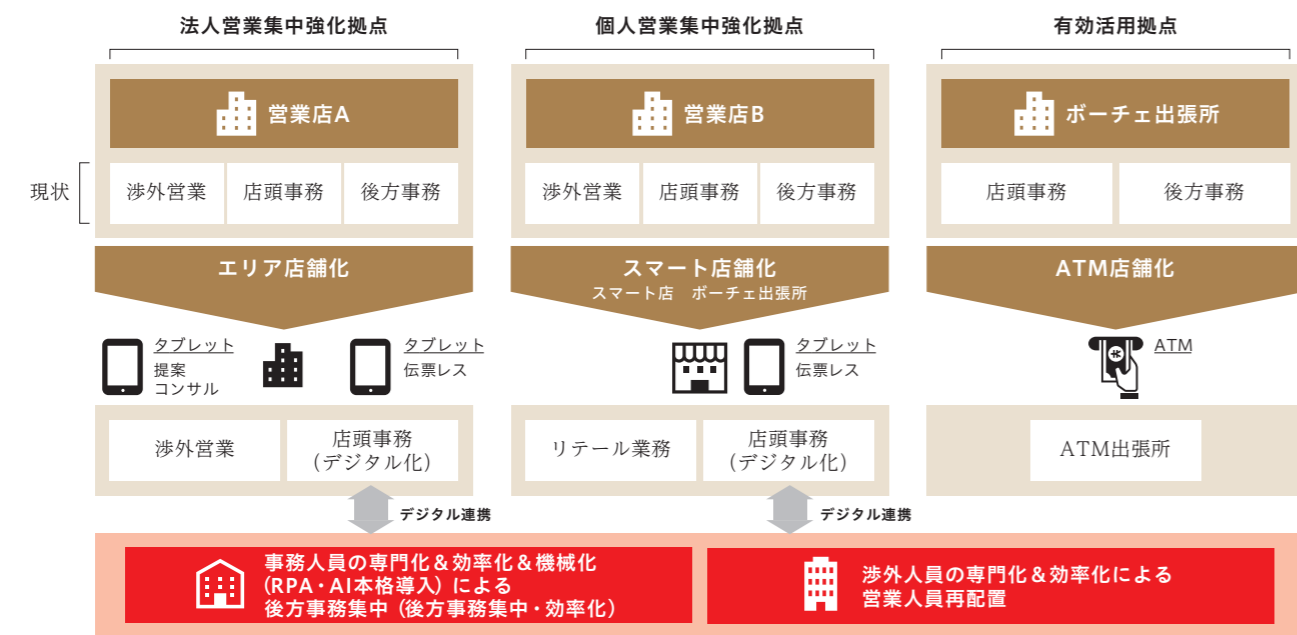 法人営業集中強化拠点
個人営業集中強化拠点
有効活用拠点
営業店A
営業店B
ボーチェ出張所
現状
渉外営業
店頭事務
後方事務
渉外営業
店頭事務
後方事務
店頭事務
後方事務
エリア店舗化
スマート店舗化
スマート店 ボーチェ出張所
ATM店舗化
タブレット
提案
コンサル
タブレット
伝票レス
タブレット
伝票レス
ATM
渉外営業
店頭事務
(デジタル化)
リテール業務
店頭事務
(デジタル化)
ATM出張所
デジタル連携
デジタル連携
事務人員の専門化&効率化&機械化
(RPA・AI本格導入)による
後方事務集中(後方事務集中・効率化)
渉外人員の専門化&効率化による
営業人員再配置